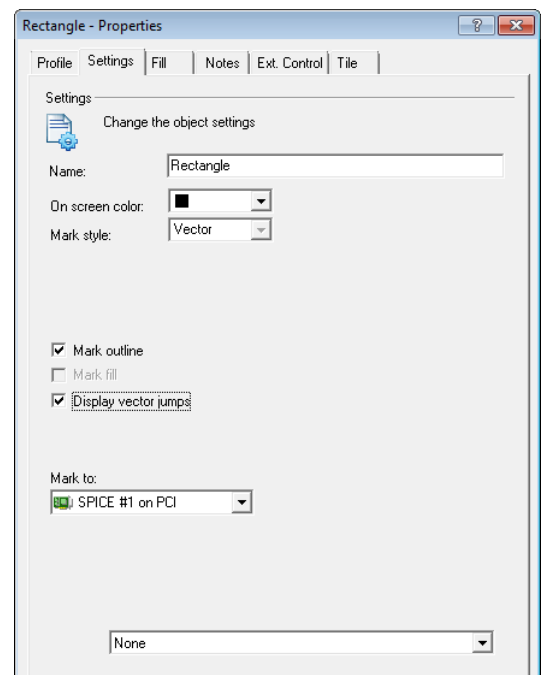 Rectangle - Properties
Profile Settings Fill Notes Ext. Control Tile
Settings
Change the object settings
Name: Rectangle
On screen color:
Mark style: Vector
Mark outline
Mark fill
Display vector jumps
Mark to:
SPICE #1 on PCI
None